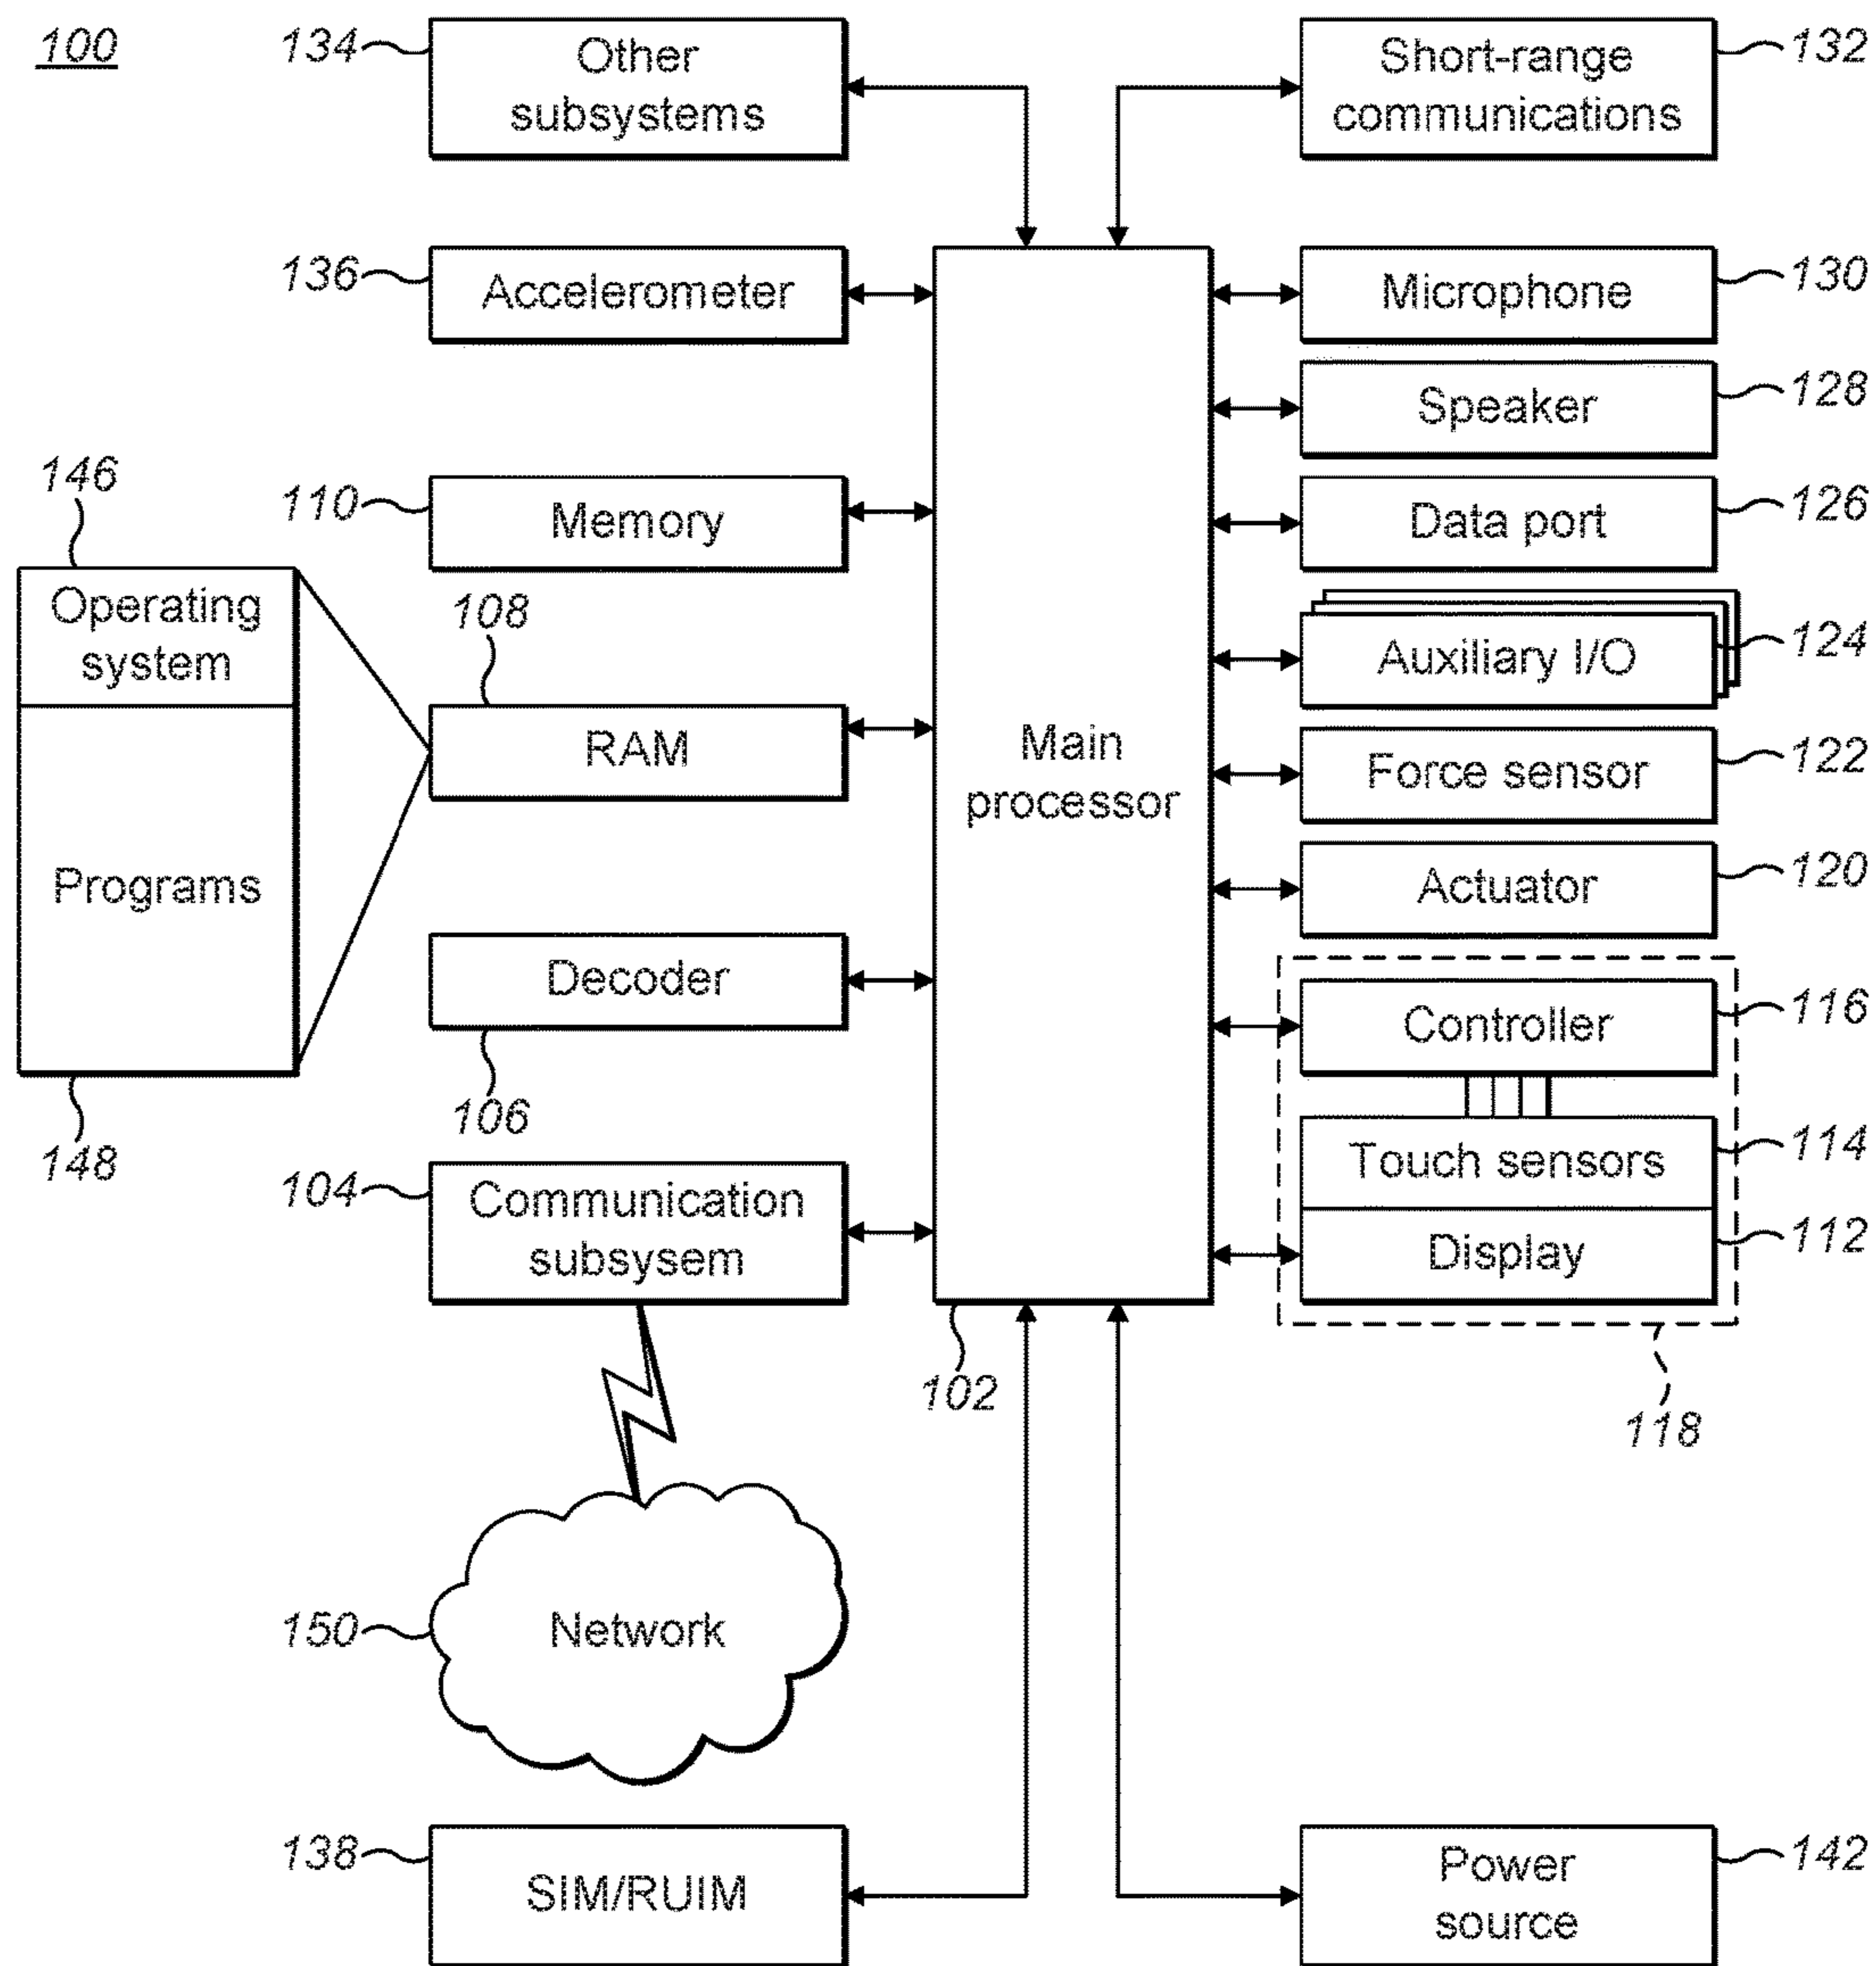 100
134
Other
subsystems
Short-range
communications
132
136
Accelerometer
Microphone
130
Speaker
128
146
110
Memory
Data port
126
Operating
system
108
Auxiliary I/O
124
RAM
Main
processor
Force sensor
122
Programs
Actuator
120
Decoder
Controller
116
106
148
104
Communication
subsysem
Touch sensors
114
Display
112
102
118
150
Network
138
SIM/RUIM
Power
source
142